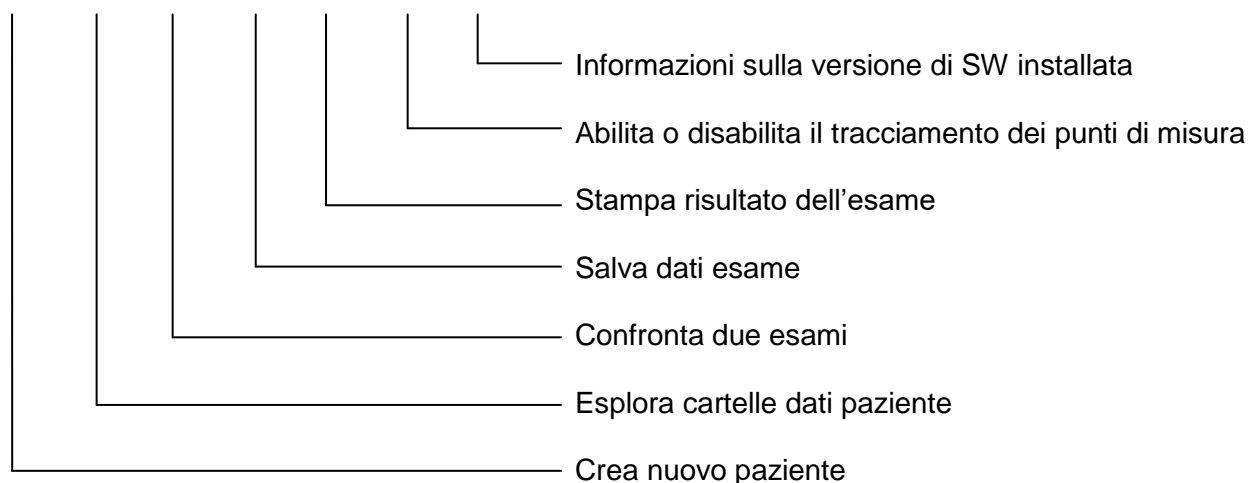 Informazioni sulla versione di SW installata
Abilita o disabilita il tracciamento dei punti di misura
Stampa risultato dell’esame
Salva dati esame
Confronta due esami
Esplora cartelle dati paziente
Crea nuovo paziente